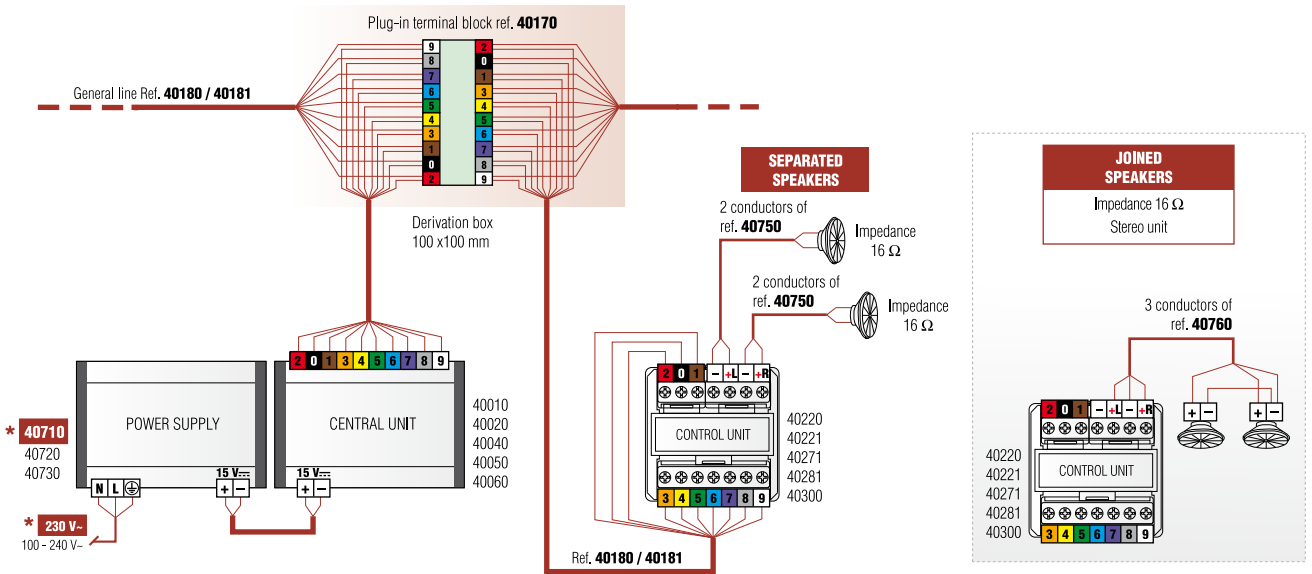 Plug-in terminal block ref. 40170
9 2
8 0
7 1
6 3
5 4
4 5
3 6
1 7
0 8
2 9
General line Ref. 40180 / 40181
Derivation box
100 x100 mm
SEPARATED
SPEAKERS
2 conductors of
ref. 40750
Impedance
16 Ω
2 conductors of
ref. 40750
Impedance
16 Ω
JOINED
SPEAKERS
Impedance 16 Ω
Stereo unit
3 conductors of
ref. 40760
2 0 1 3 4 5 6 7 8 9
POWER SUPPLY
CENTRAL UNIT
* 40710
40720
40730
40010
40020
40040
40050
40060
15 V
15 V
N L
+ −
+ −
* 230 V~
100 - 240 V~
2 0 1 − +L − +R
CONTROL UNIT
3 4 5 6 7 8 9
40220
40221
40271
40281
40300
Ref. 40180 / 40181
2 0 1 − +L − +R
+ −
+ −
CONTROL UNIT
3 4 5 6 7 8 9
40220
40221
40271
40281
40300